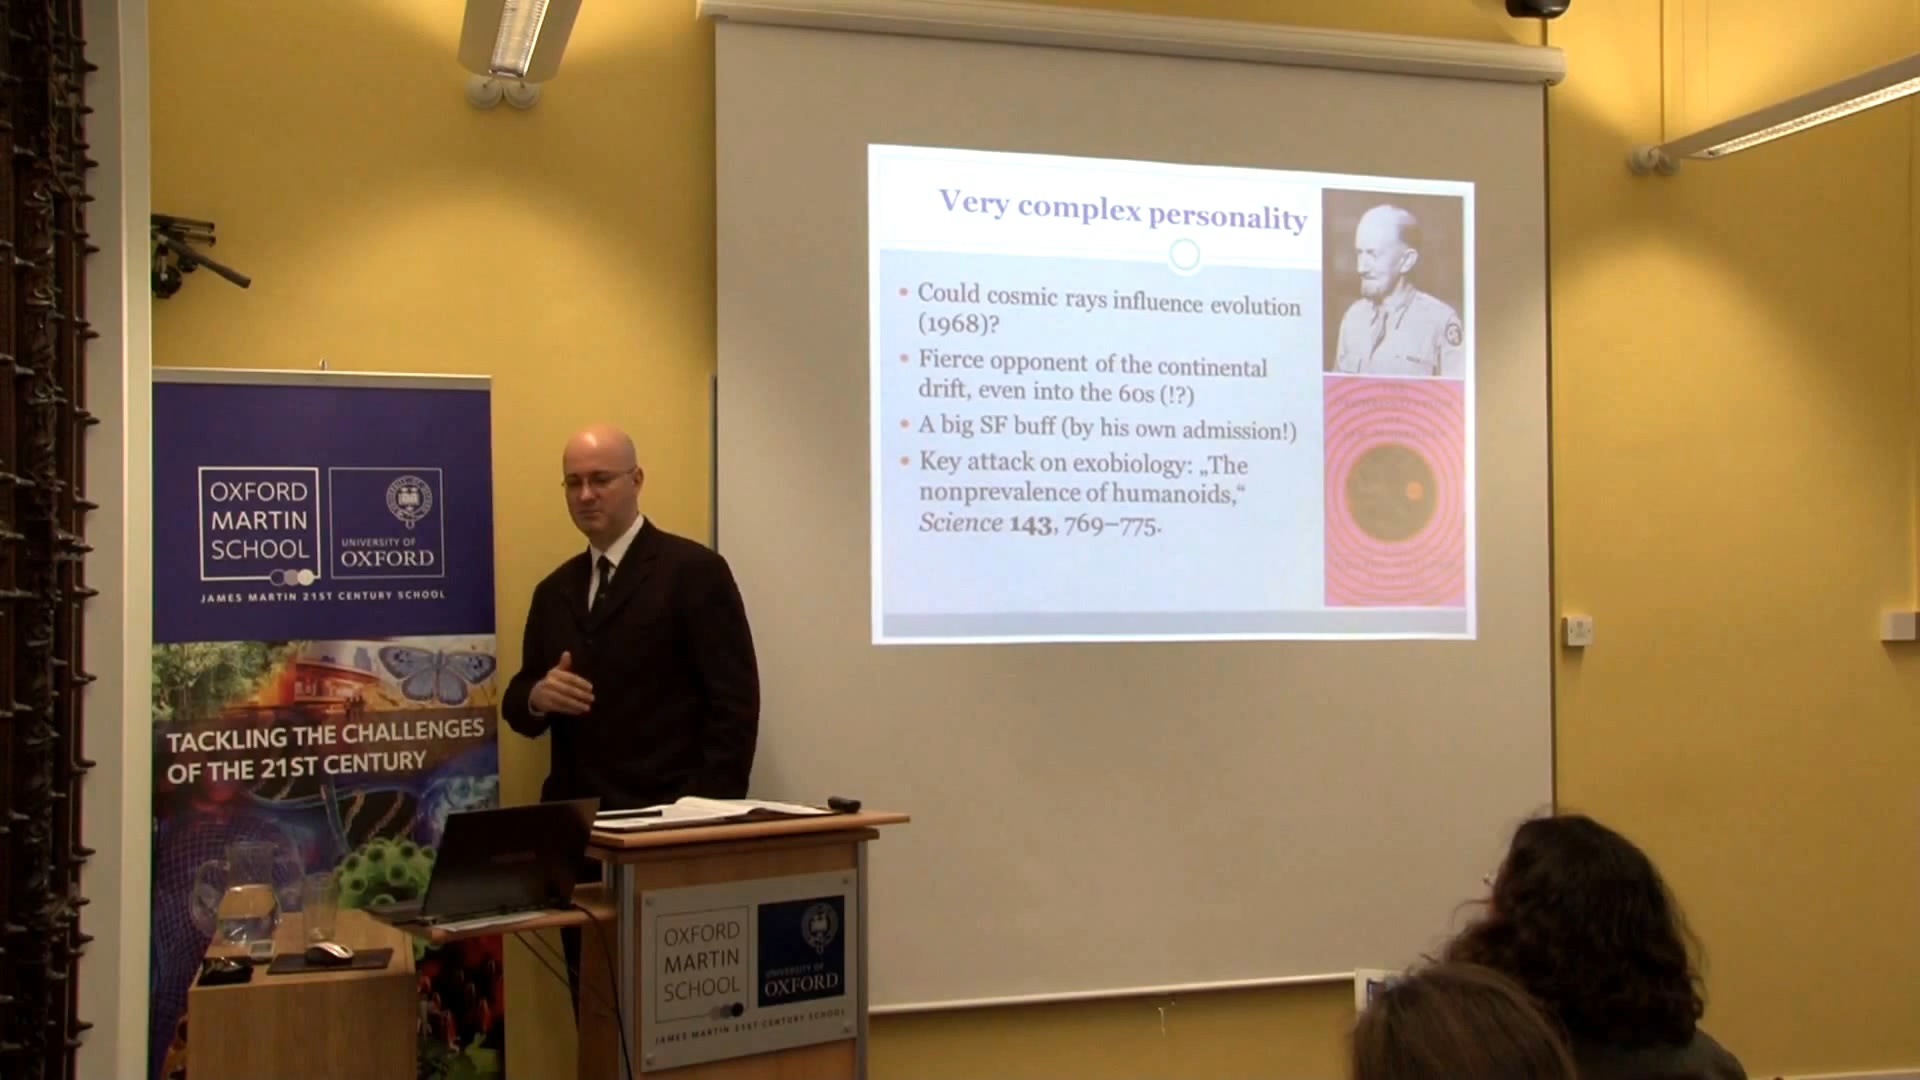 Very complex personality
• Could cosmic rays influence evolution
(1968)?
• Fierce opponent of the continental
drift, even into the 60s (!?)
• A big SF buff (by his own admission!)
• Key attack on exobiology: „The
nonprevalence of humanoids,“
Science 143, 769–775.
OXFORD
MARTIN
SCHOOL
UNIVERSITY OF
OXFORD
JAMES MARTIN 21ST CENTURY SCHOOL
TACKLING THE CHALLENGES
OF THE 21ST CENTURY
OXFORD
MARTIN
SCHOOL
UNIVERSITY OF
OXFORD
JAMES MARTIN 21ST CENTURY SCHOOL